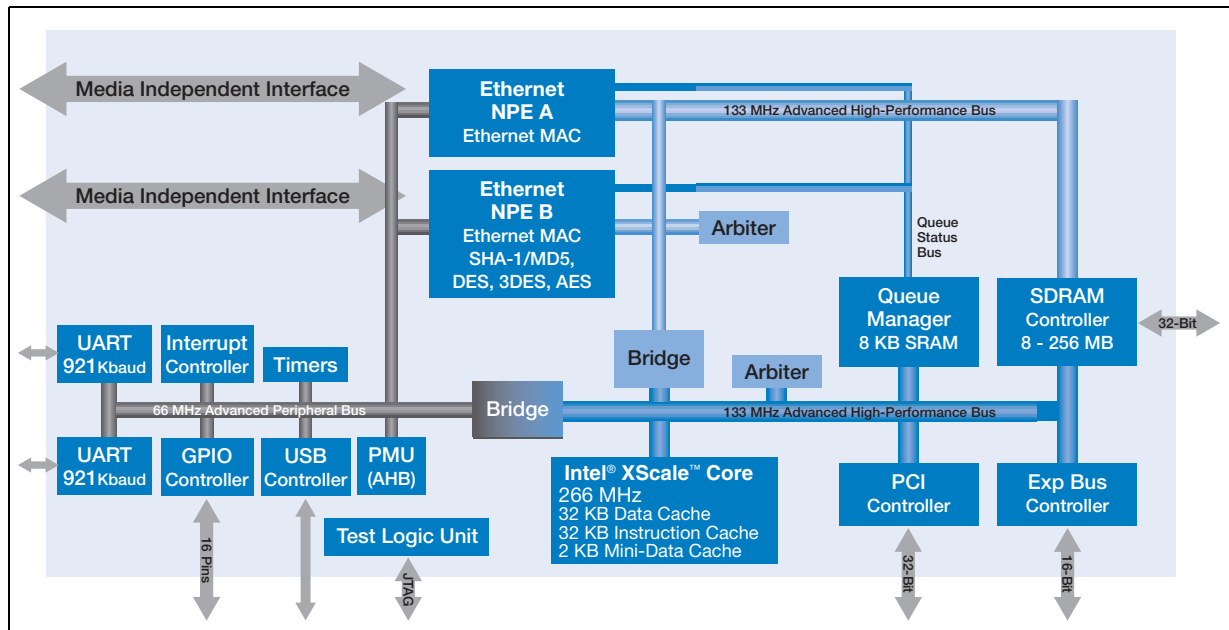 Media Independent Interface
Ethernet
NPE A
Ethernet MAC
133 MHz Advanced High-Performance Bus
Media Independent Interface
Ethernet
NPE B
Ethernet MAC
SHA-1/MD5,
DES, 3DES, AES
Arbiter
Queue
Status
Bus
Queue
Manager
8 KB SRAM
SDRAM
Controller
8 - 256 MB
32-Bit
UART
921Kbaud
Interrupt
Controller
Timers
Bridge
Arbiter
66 MHz Advanced Peripheral Bus
Bridge
133 MHz Advanced High-Performance Bus
UART
921Kbaud
GPIO
Controller
USB
Controller
PMU
(AHB)
Intel® XScale™ Core
266 MHz
32 KB Data Cache
32 KB Instruction Cache
2 KB Mini-Data Cache
PCI
Controller
Exp Bus
Controller
Test Logic Unit
16 Pins
JTAG
32-Bit
16-Bit